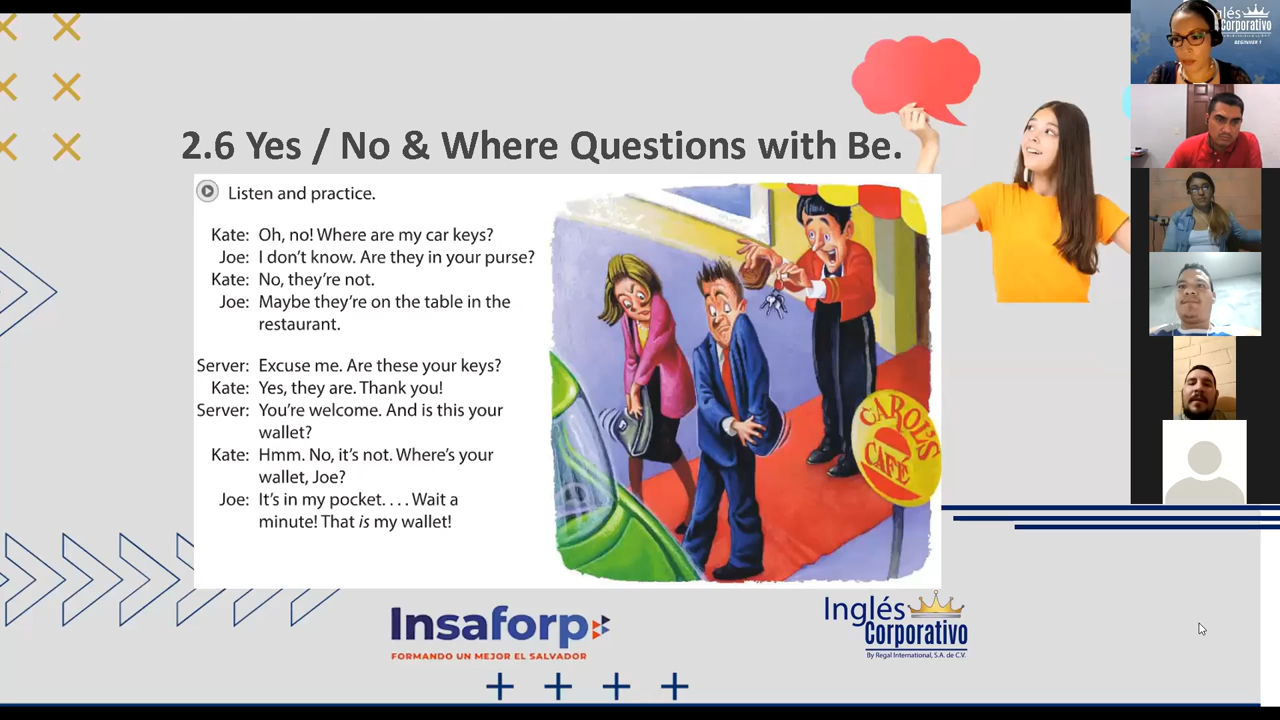 2.6 Yes / No & Where Questions with Be.
Listen and practice.
Kate: Oh, no! Where are my car keys?
Joe: I don't know. Are they in your purse?
Kate: No, they're not.
Joe: Maybe they're on the table in the
restaurant.
Server: Excuse me. Are these your keys?
Kate: Yes, they are. Thank you!
Server: You're welcome. And is this your
wallet?
Kate: Hmm. No, it's not. Where's your
wallet, Joe?
Joe: It's in my pocket. . . . Wait a
minute! That is my wallet!
CAROL'S
CAFÉ
Insaforp
FORMANDO UN MEJOR EL SALVADOR
Inglés
Corporativo
By Regal International, S.A. de C.V.
glés
Corporativo
BEGINNER 1